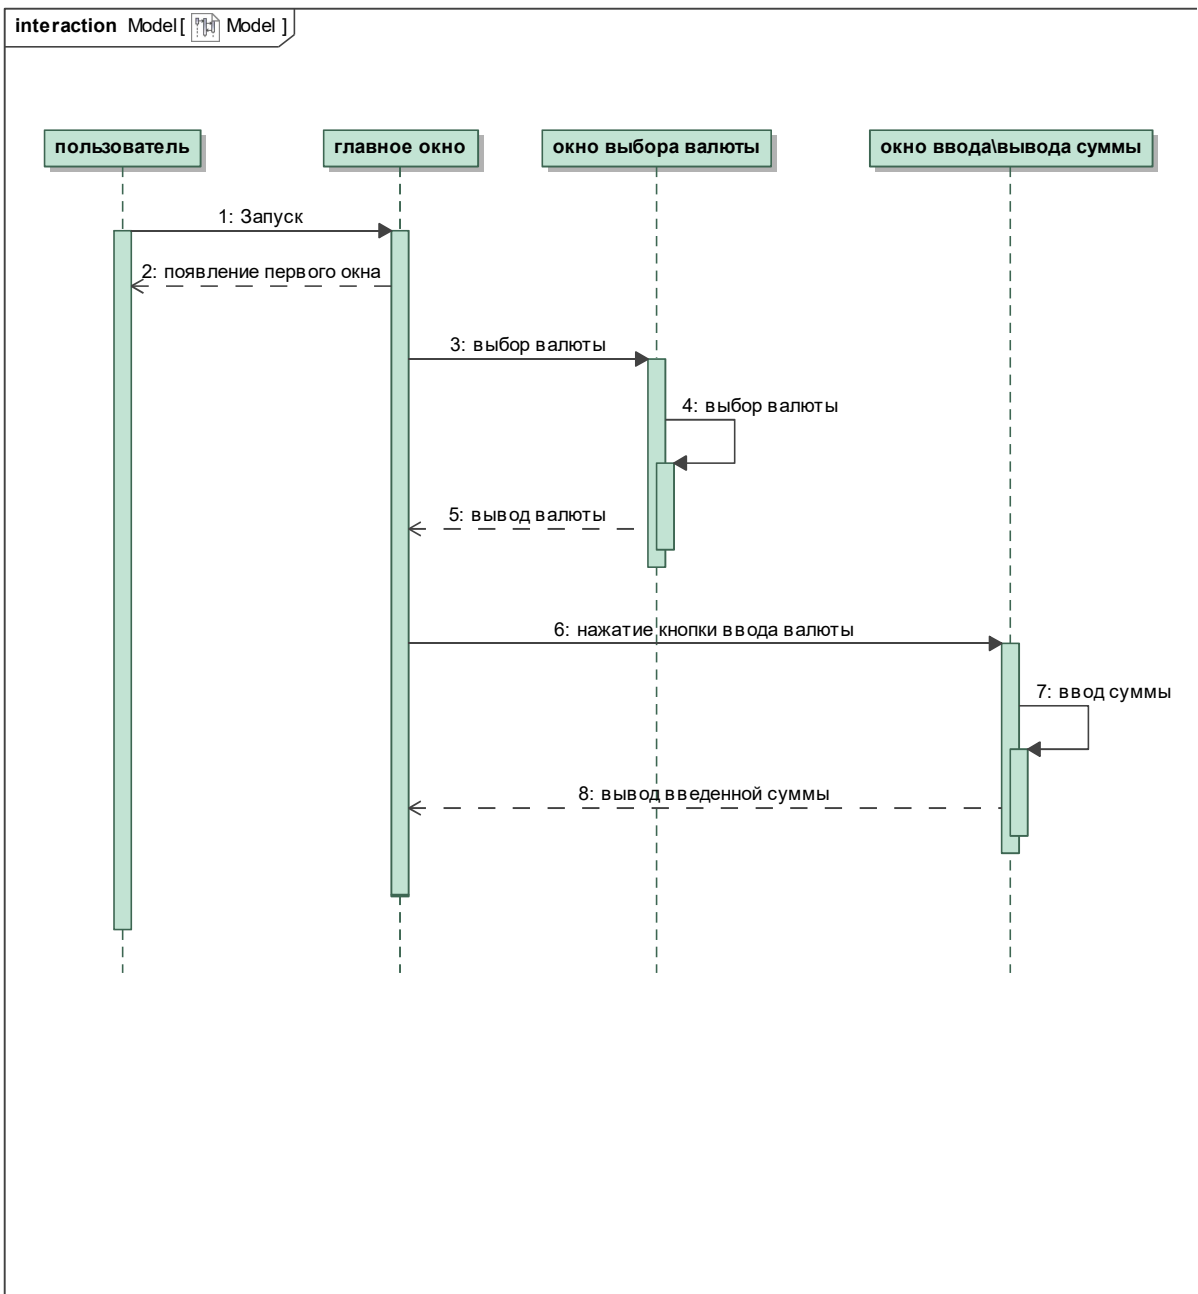 interaction Model[ Model ]
пользователь
главное окно
окно выбора валюты
окно ввода\вывода суммы
1: Запуск
2: появление первого окна
3: выбор валюты
4: выбор валюты
5: вывод валюты
6: нажатие кнопки ввода валюты
7: ввод суммы
8: вывод введенной суммы